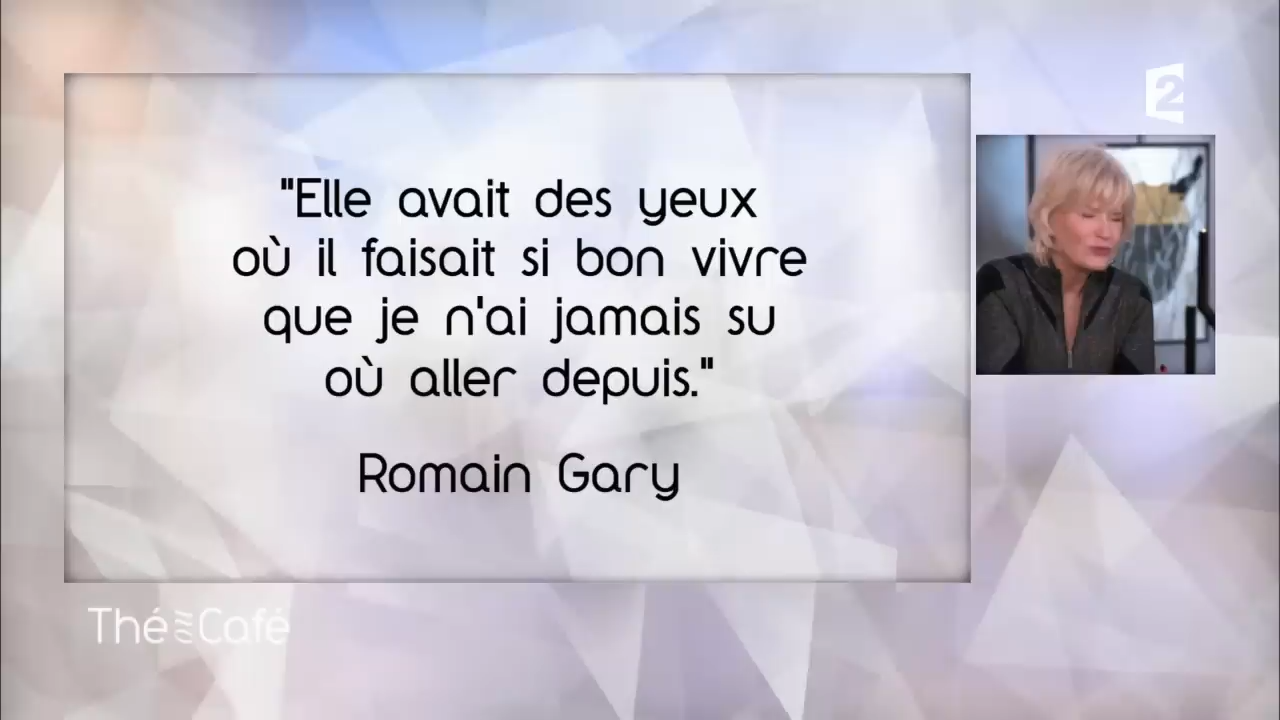 2
"Elle avait des yeux
où il faisait si bon vivre
que je n'ai jamais su
où aller depuis."
Romain Gary
Thé Café